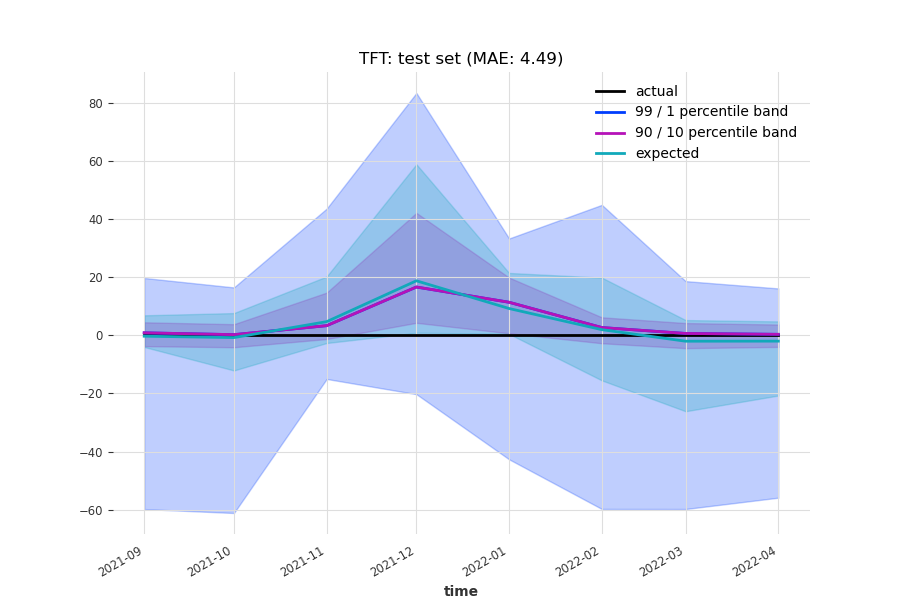 TFT: test set (MAE: 4.49)
actual
99 / 1 percentile band
90 / 10 percentile band
expected
80
60
40
20
0
−20
−40
−60
2021-09
2021-10
2021-11
2021-12
2022-01
2022-02
2022-03
2022-04
time